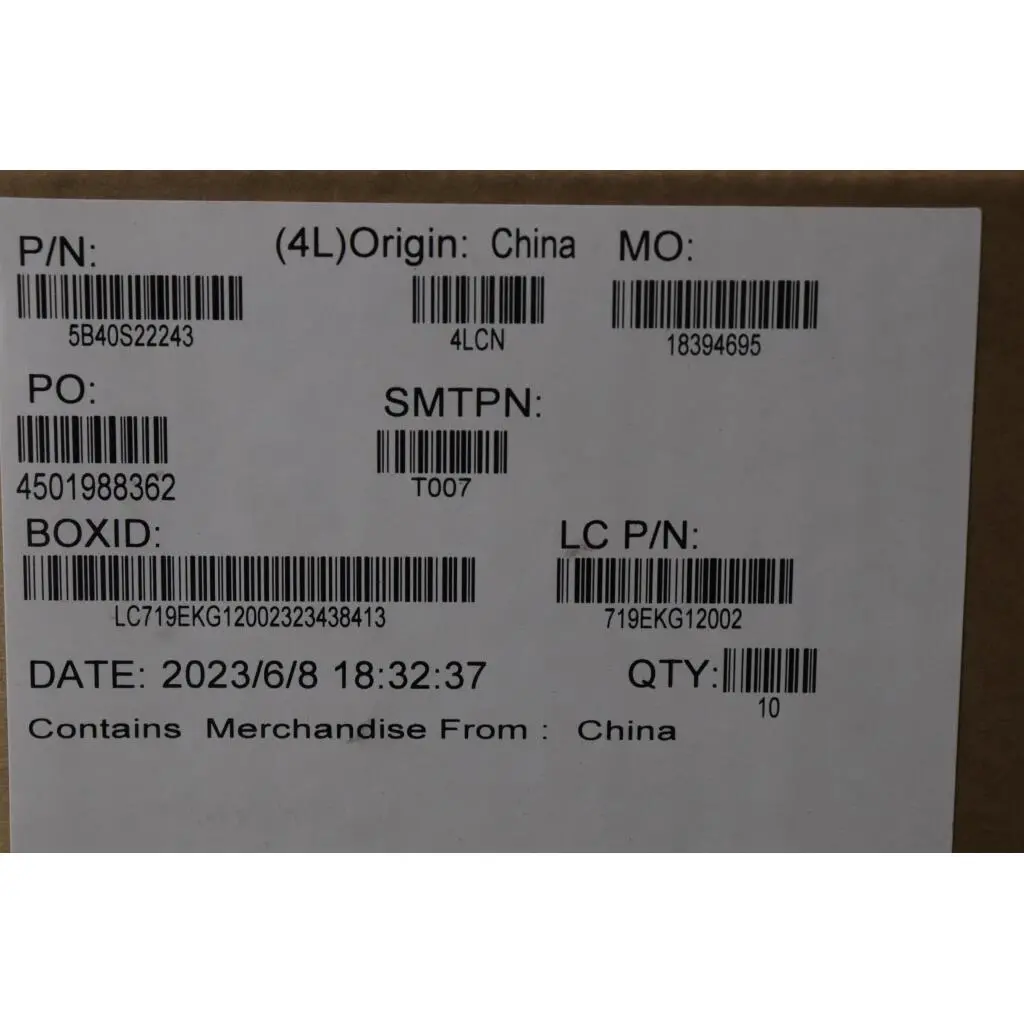 P/N: (4L)Origin: China MO:
5B40S22243 4LCN 18394695
PO: SMTPN:
4501988362 T007
BOXID: LC P/N:
LC719EKG12002323438413 719EKG12002
DATE: 2023/6/8 18:32:37 QTY:
10
Contains Merchandise From : China